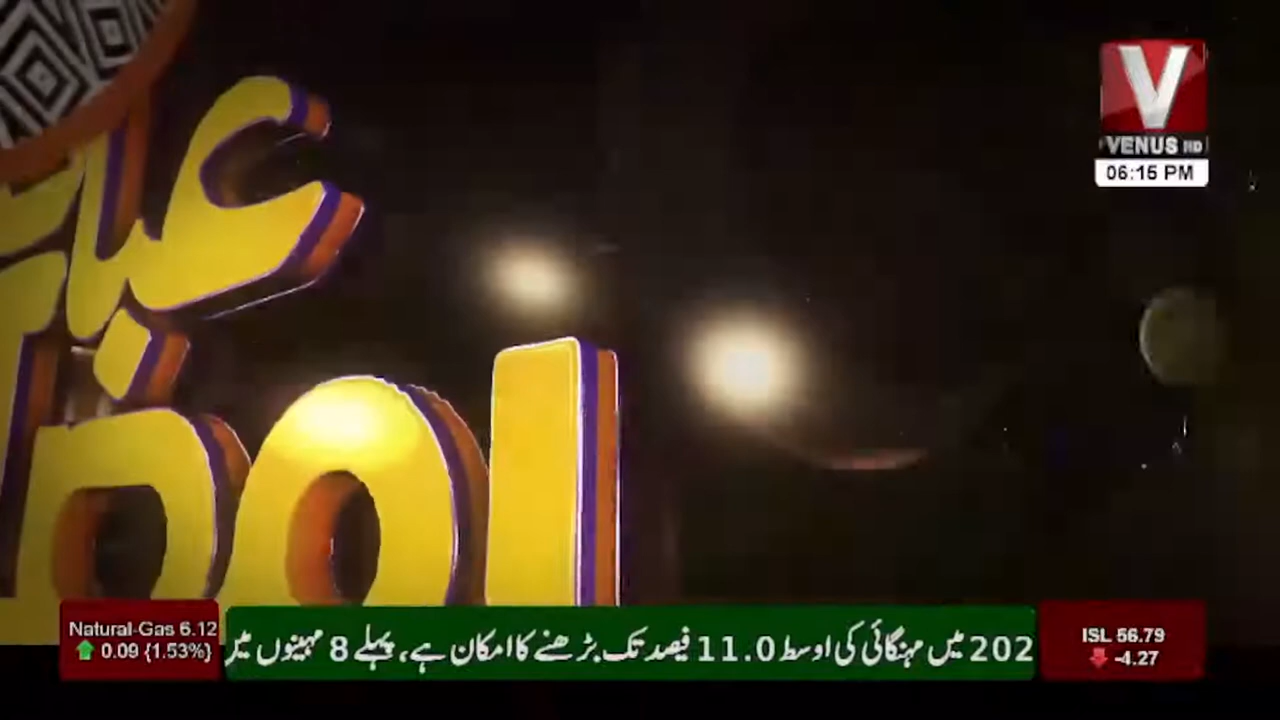 V
VENUS HD
06:15 PM
Natural-Gas 6.12
0.09 {1.53%}
202 میں مہنگائی کی اوسط 11.0 فیصد تک بڑھنے کا امکان ہے، پہلے 8 مہینوں میں
ISL 56.79
-4.27